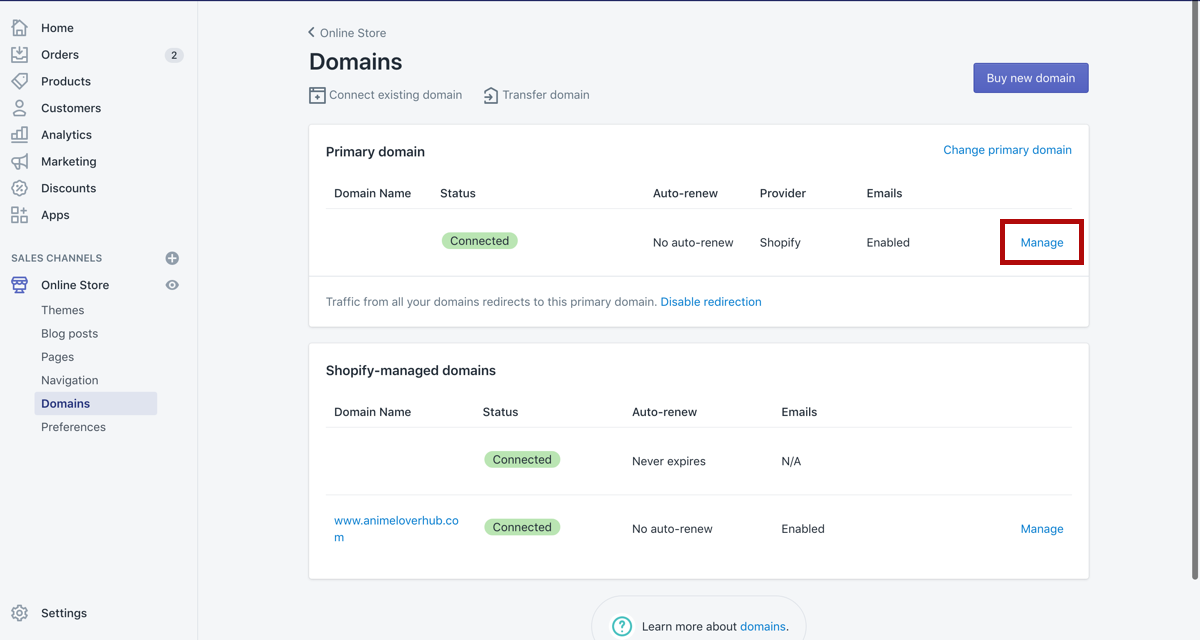 Home
Orders 2
Products
Customers
Analytics
Marketing
Discounts
Apps
SALES CHANNELS
Online Store
Themes
Blog posts
Pages
Navigation
Domains
Preferences
Settings
Online Store
Domains
Connect existing domain Transfer domain
Buy new domain
Primary domain
Change primary domain
Domain Name Status Auto-renew Provider Emails
Connected No auto-renew Shopify Enabled Manage
Traffic from all your domains redirects to this primary domain. Disable redirection
Shopify-managed domains
Domain Name Status Auto-renew Emails
Connected Never expires N/A
www.animeloverhub.co
m
Connected No auto-renew Enabled Manage
? Learn more about domains.